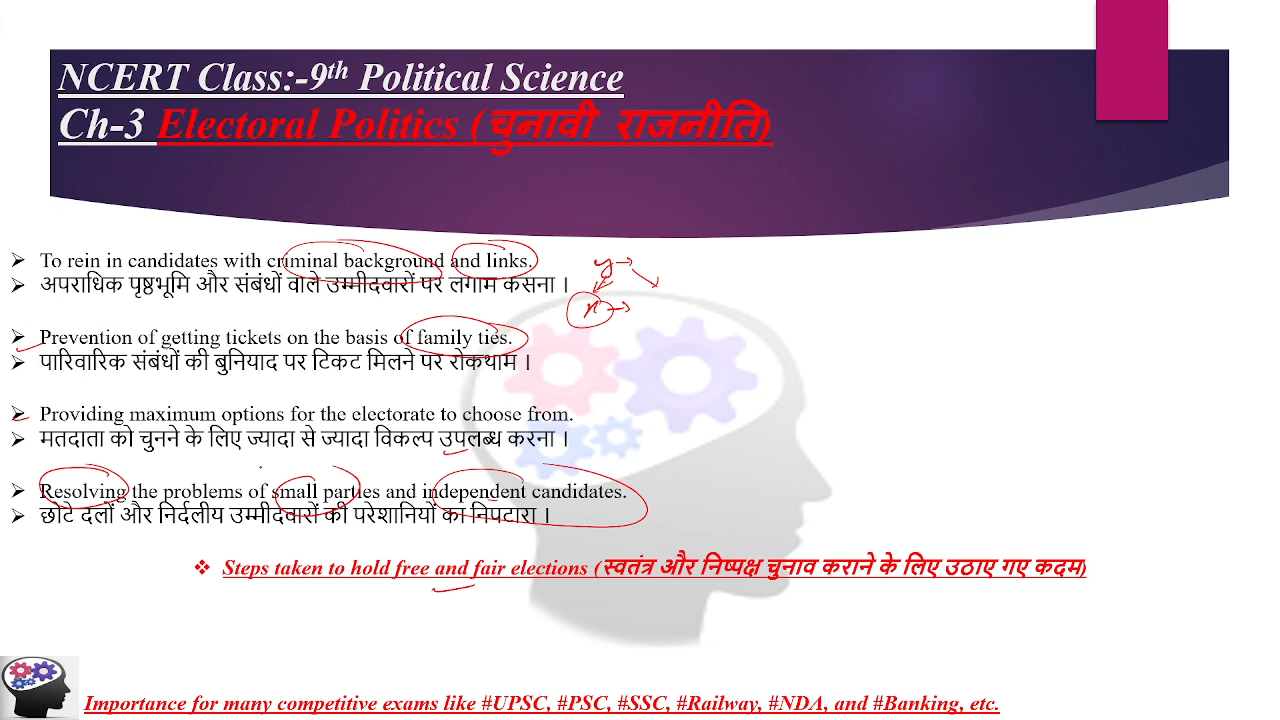 NCERT Class:-9th Political Science
Ch-3 Electoral Politics (चुनावी राजनीति)
➢ To rein in candidates with criminal background and links.
➢ अपराधिक पृष्ठभूमि और संबंधों वाले उम्मीदवारों पर लगाम कसना ।
y
➢ Prevention of getting tickets on the basis of family ties.
➢ पारिवारिक संबंधों की बुनियाद पर टिकट मिलने पर रोकथाम ।
➢ Providing maximum options for the electorate to choose from.
➢ मतदाता को चुनने के लिए ज्यादा से ज्यादा विकल्प उपलब्ध करना ।
➢ Resolving the problems of small parties and independent candidates.
➢ छोटे दलों और निर्दलीय उम्मीदवारों की परेशानियों का निपटारा ।
❖ Steps taken to hold free and fair elections (स्वतंत्र और निष्पक्ष चुनाव कराने के लिए उठाए गए कदम)
Importance for many competitive exams like #UPSC, #PSC, #SSC, #Railway, #NDA, and #Banking, etc.